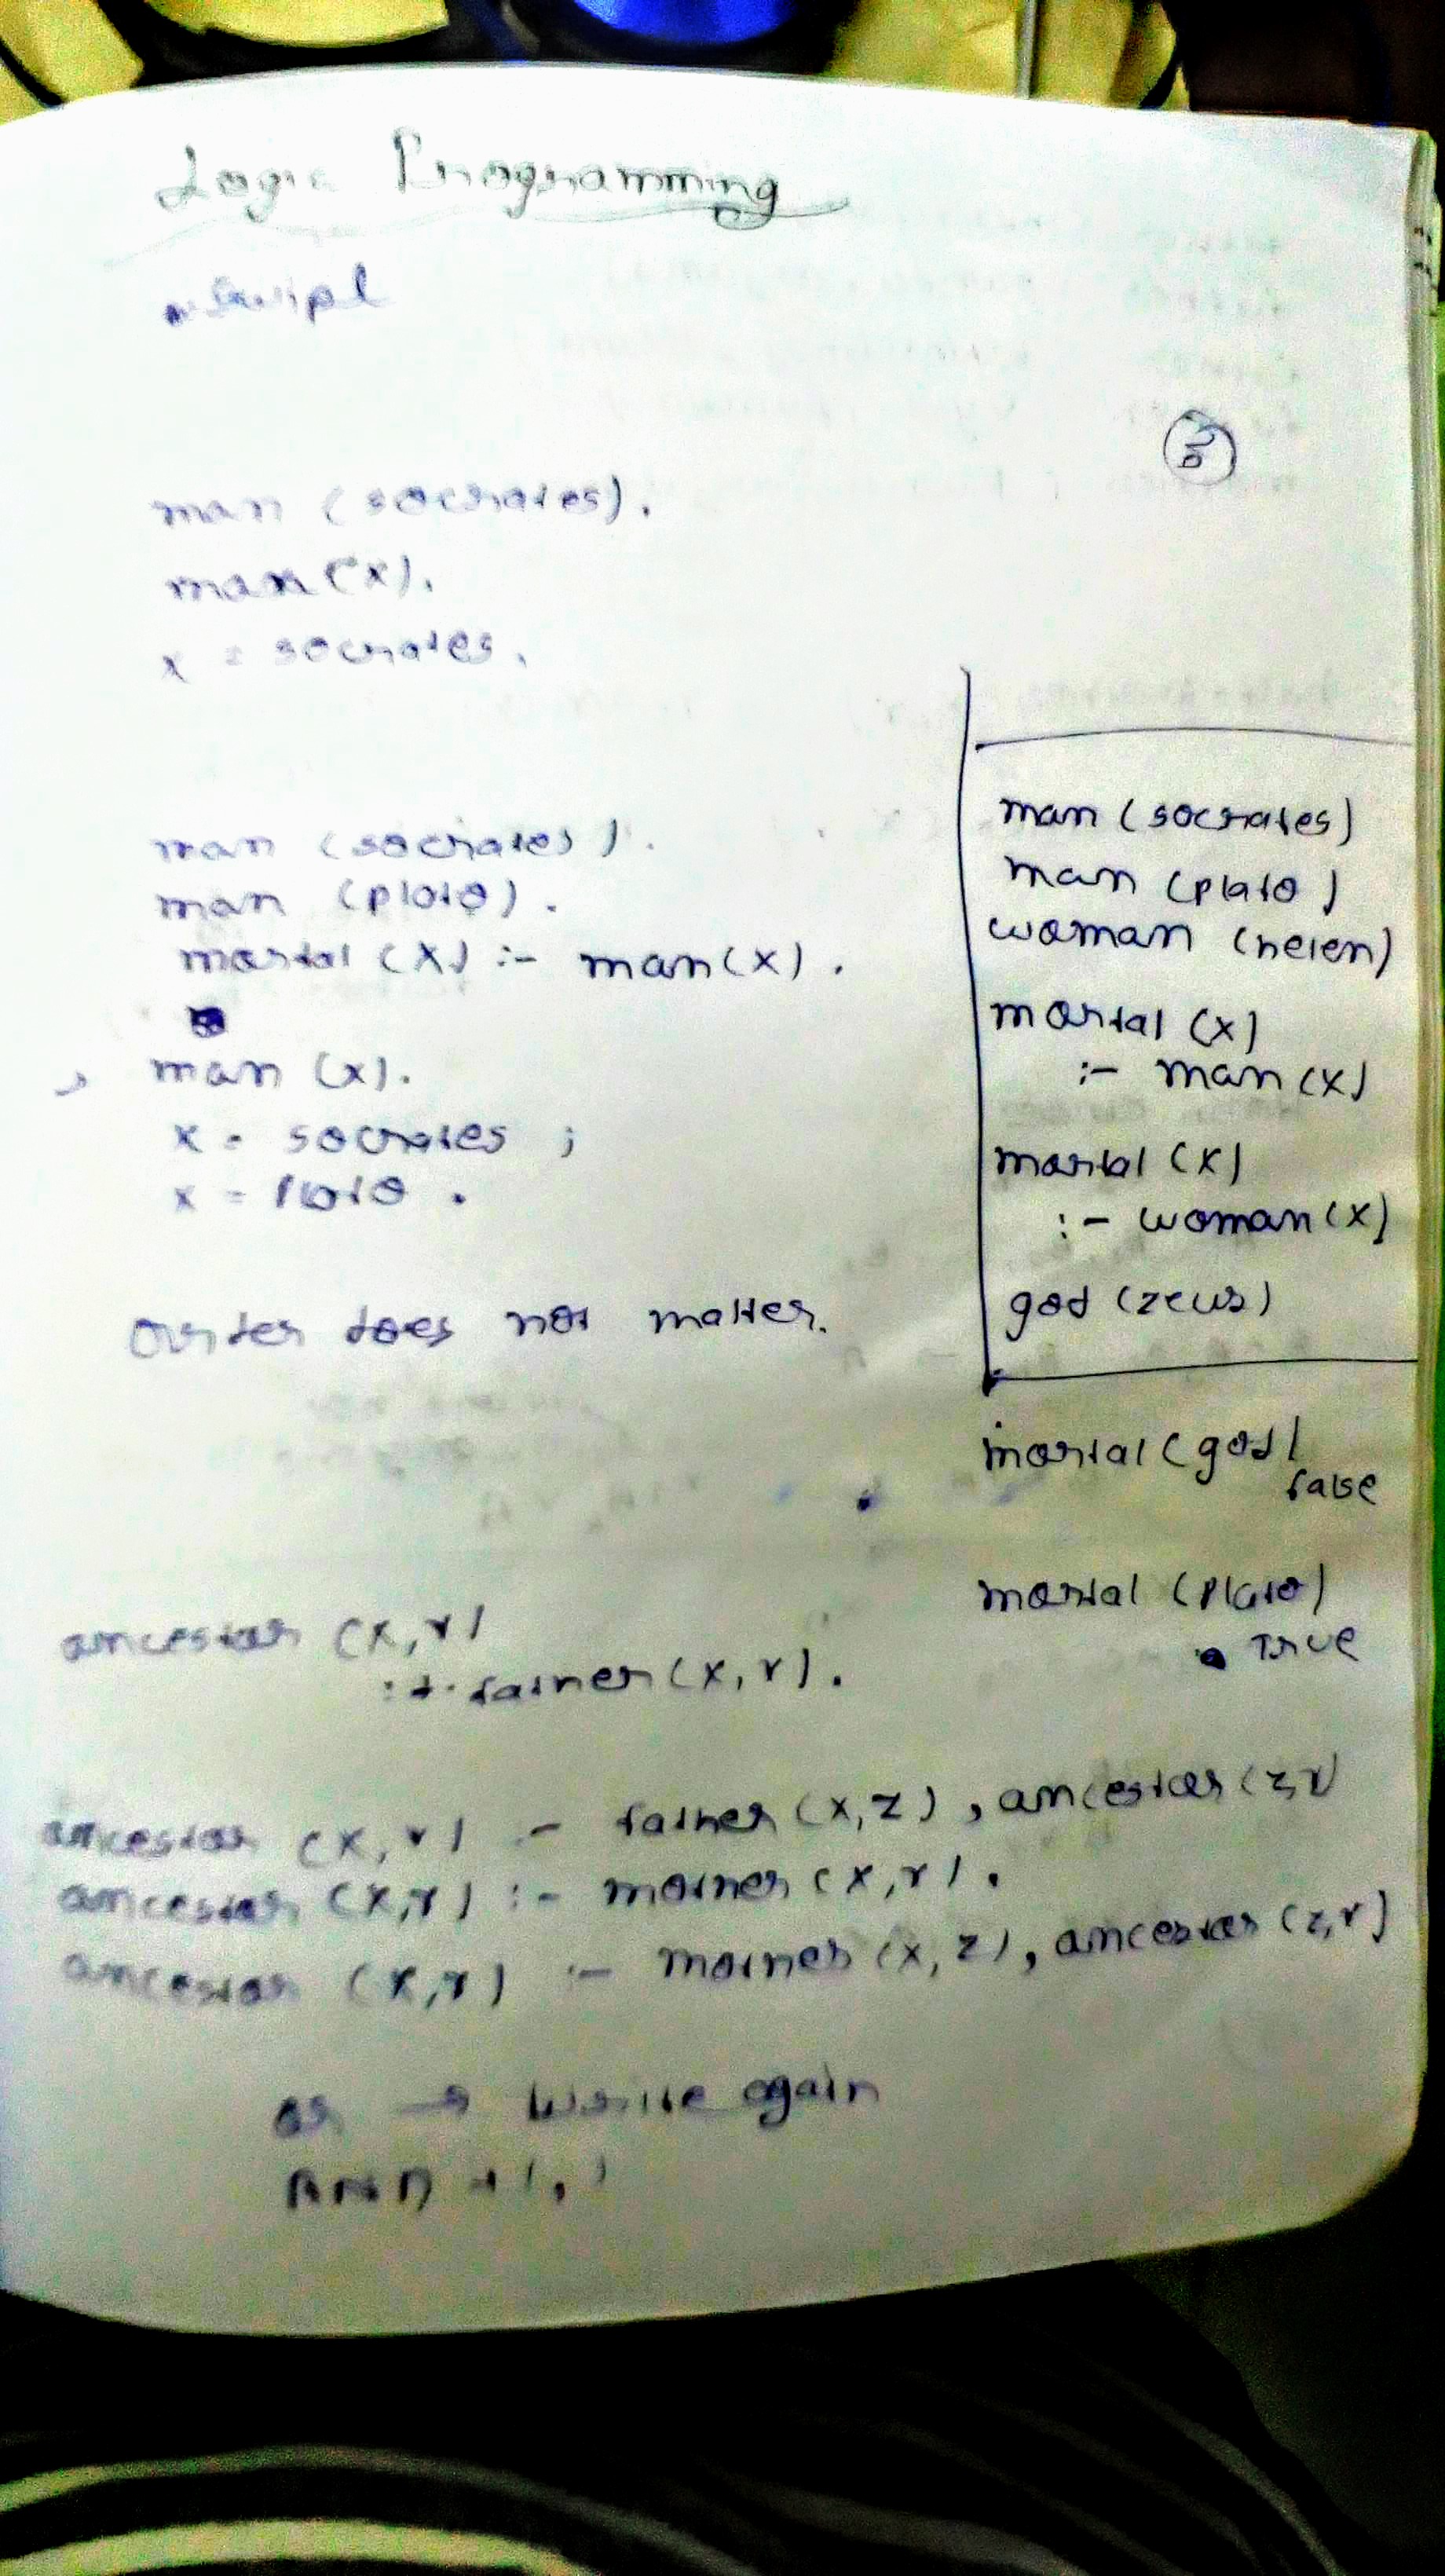 Logic Programming
swipl
man (socrates).
man (x).
x = socrates.
man (socrates).
man (plato).
mortal (x) :- man(x).
man (x).
x = socrates ;
x = plato .
order does not matter.
man (socrates)
man (plato)
woman (helen)
mortal (x)
:- man (x)
mortal (x)
:- woman (x)
god (zeus)
mortal (god)
false
mortal (plato)
True
ancestor (x,Y)
:- father (x, Y).
ancestor (x, Y) :- father (x,z) , ancestor (z,Y)
ancestor (x,Y) :- mother (x,Y).
ancestor (x,Y) :- mother (x, z), ancestor (z,Y)
or → write again
AND → ' , '